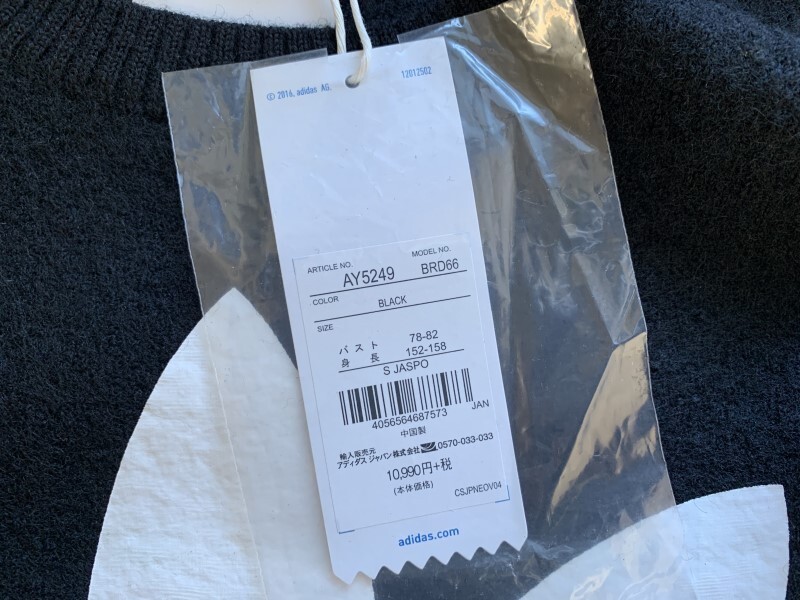 © 2016, adidas AG.
12012502
ARTICLE NO. MODEL NO.
AY5249 BRD66
COLOR
BLACK
SIZE
バスト 78-82
身長 152-158
S JASPO
4056564687573 JAN
中国製
輸入販売元
アディダス ジャパン株式会社 0570-033-033
10,990円+税
(本体価格)
CSJPNEOV04
adidas.com